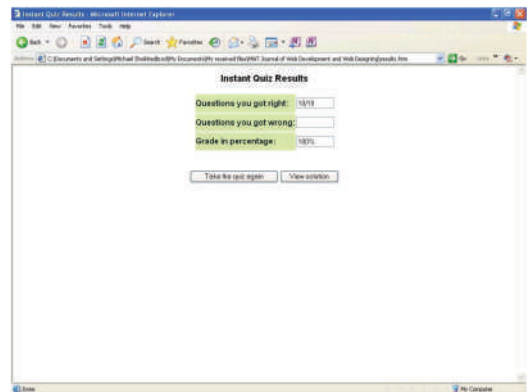 Instant Quiz Results - Microsoft Internet Explorer
File Edit View Favorites Tools Help
Back Search Favorites
Address Go
Instant Quiz Results
Questions you got right: 10/10
Questions you got wrong:
Grade in percentage: 100%
Take the quiz again View solution
Done My Computer